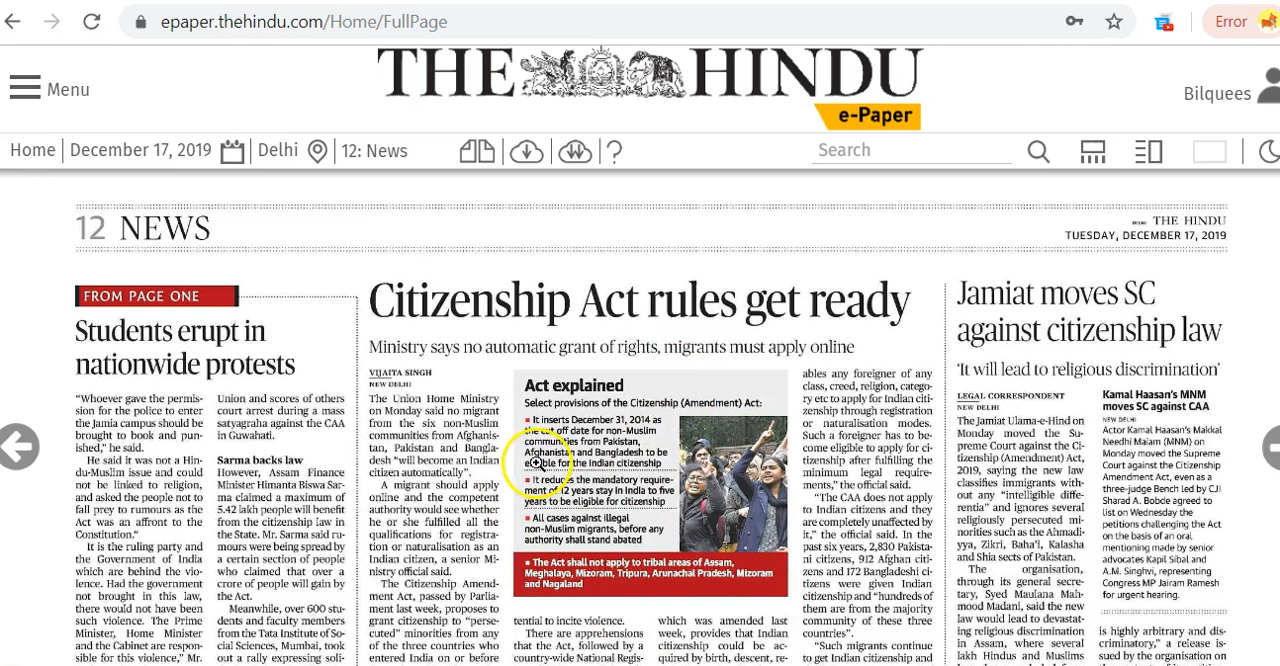 epaper.thehindu.com/Home/FullPage
Error
Menu
THE HINDU
e-Paper
Bilquees
Home
December 17, 2019
Delhi
12: News
?
Search
12 NEWS
THE HINDU
TUESDAY, DECEMBER 17, 2019
FROM PAGE ONE
Students erupt in
nationwide protests
“Whoever gave the permis-
sion for the police to enter
the Jamia campus should be
brought to book and pun-
ished,” he said.
He said it was not a Hin-
du-Muslim issue and could
not be linked to religion,
and asked the people not to
fall prey to rumours as the
Act was an affront to the
Constitution.“
It is the ruling party and
the Government of India
which are behind the vio-
lence. Had the government
not brought in this law,
there would not have been
such violence. The Prime
Minister, Home Minister
and the Cabinet are respon-
sible for this violence,” Mr.
Union and scores of others
court arrest during a mass
satyagraha against the CAA
in Guwahati.
Sarma backs law
However, Assam Finance
Minister Himanta Biswa Sar-
ma claimed a maximum of
5.42 lakh people will benefit
from the citizenship law in
the State. Mr. Sarma said ru-
mours were being spread by
a certain section of people
who claimed that over a
crore of people will gain by
the Act.
Meanwhile, over 600 stu-
dents and faculty members
from the Tata Institute of So-
cial Sciences, Mumbai, took
out a rally expressing soli-
Citizenship Act rules get ready
Ministry says no automatic grant of rights, migrants must apply online
VIJAITA SINGH
NEW DELHI
The Union Home Ministry
on Monday said no migrant
from the six non-Muslim
communities from Afghanis-
tan, Pakistan and Bangla-
desh “will become an Indian
citizen automatically”.
A migrant should apply
online and the competent
authority would see whether
he or she fulfilled all the
qualifications for registra-
tion or naturalisation as an
Indian citizen, a senior Mi-
nistry official said.
The Citizenship Amend-
ment Act, passed by Parlia-
ment last week, proposes to
grant citizenship to “perse-
cuted” minorities from any
of the three countries who
entered India on or before
Act explained
Select provisions of the Citizenship (Amendment) Act:
It inserts December 31, 2014 as
the cut off date for non-Muslim
communities from Pakistan,
Afghanistan and Bangladesh to be
eligible for the Indian citizenship
It reduces the mandatory require-
ment of 12 years stay in India to five
years to be eligible for citizenship
All cases against illegal
non-Muslim migrants, before any
authority shall stand abated
The Act shall not apply to tribal areas of Assam,
Meghalaya, Mizoram, Tripura, Arunachal Pradesh, Mizoram
and Nagaland
tential to incite violence.
There are apprehensions
that the Act, followed by a
country-wide National Regis-
which was amended last
week, provides that Indian
citizenship could be ac-
quired by birth, descent, re-
ables any foreigner of any
class, creed, religion, catego-
ry etc to apply for Indian citi-
zenship through registration
or naturalisation modes.
Such a foreigner has to be-
come eligible to apply for ci-
tizenship after fulfilling the
minimum legal require-
ments,” the official said.
“The CAA does not apply
to Indian citizens and they
are completely unaffected by
it,” the official said. In the
past six years, 2,830 Pakista-
ni citizens, 912 Afghan citi-
zens and 172 Bangladeshi ci-
tizens were given Indian
citizenship and “hundreds of
them are from the majority
community of these three
countries”.
“Such migrants continue
to get Indian citizenship and
Jamiat moves SC
against citizenship law
‘It will lead to religious discrimination’
LEGAL CORRESPONDENT
NEW DELHI
The Jamiat Ulama-e-Hind on
Monday moved the Su-
preme Court against the Ci-
tizenship (Amendment) Act,
2019, saying the new law
classifies immigrants with-
out any “intelligible diffe-
rentia” and ignores several
religiously persecuted mi-
norities such as the Ahmadi-
yya, Zikri, Baha’i, Kalasha
and Shia sects of Pakistan.
The organisation,
through its general secre-
tary, Syed Maulana Mah-
mood Madani, said the new
law would lead to devastat-
ing religious discrimination
in Assam, where several
lakh Hindus and Muslims
Kamal Haasan’s MNM
moves SC against CAA
NEW DELHI
Actor Kamal Haasan’s Makkal
Needhi Maiam (MNM) on
Monday moved the Supreme
Court against the Citizenship
Amendment Act, even as a
three-judge Bench led by CJI
Sharad A. Bobde agreed to
list on Wednesday the
petitions challenging the Act
on the basis of an oral
mentioning made by senior
advocates Kapil Sibal and
A.M. Singhvi, representing
Congress MP Jairam Ramesh
for urgent hearing.
is highly arbitrary and dis-
criminatory,” a release is-
sued by the organisation on